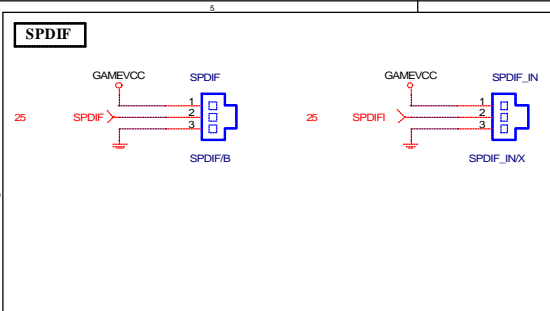 5
SPDIF
GAMEVCC SPDIF GAMEVCC SPDIF_IN
1 1
25 SPDIF 2 25 SPDIFI 2
3 3
SPDIF/B SPDIF_IN/X